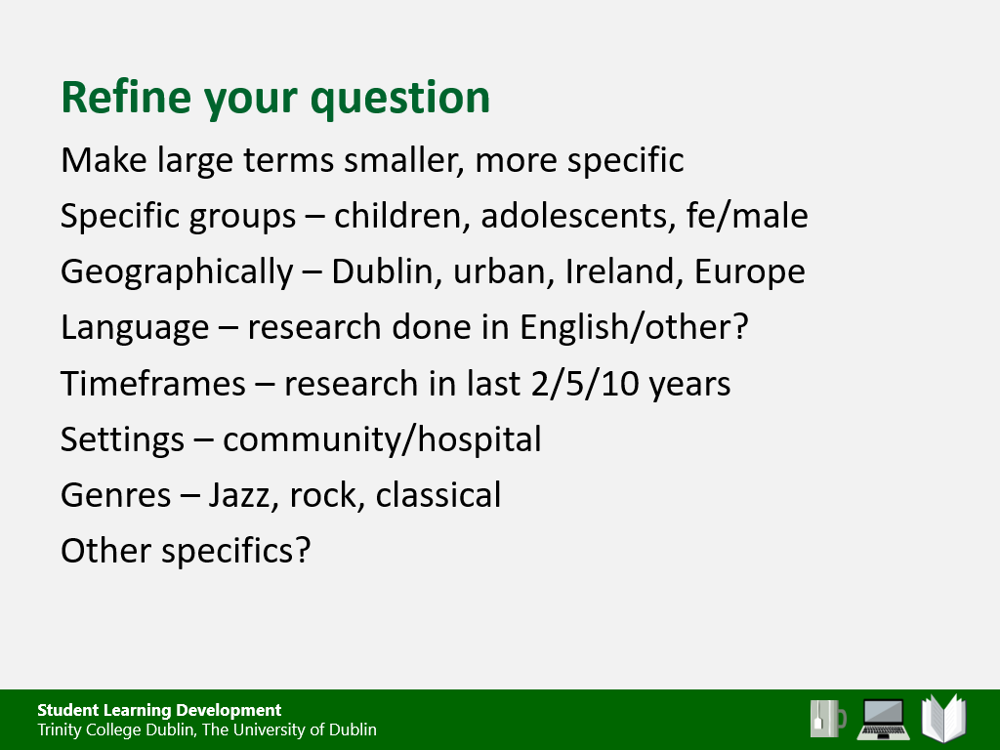 Refine your question
Make large terms smaller, more specific
Specific groups – children, adolescents, fe/male
Geographically – Dublin, urban, Ireland, Europe
Language – research done in English/other?
Timeframes – research in last 2/5/10 years
Settings – community/hospital
Genres – Jazz, rock, classical
Other specifics?
Student Learning Development
Trinity College Dublin, The University of Dublin